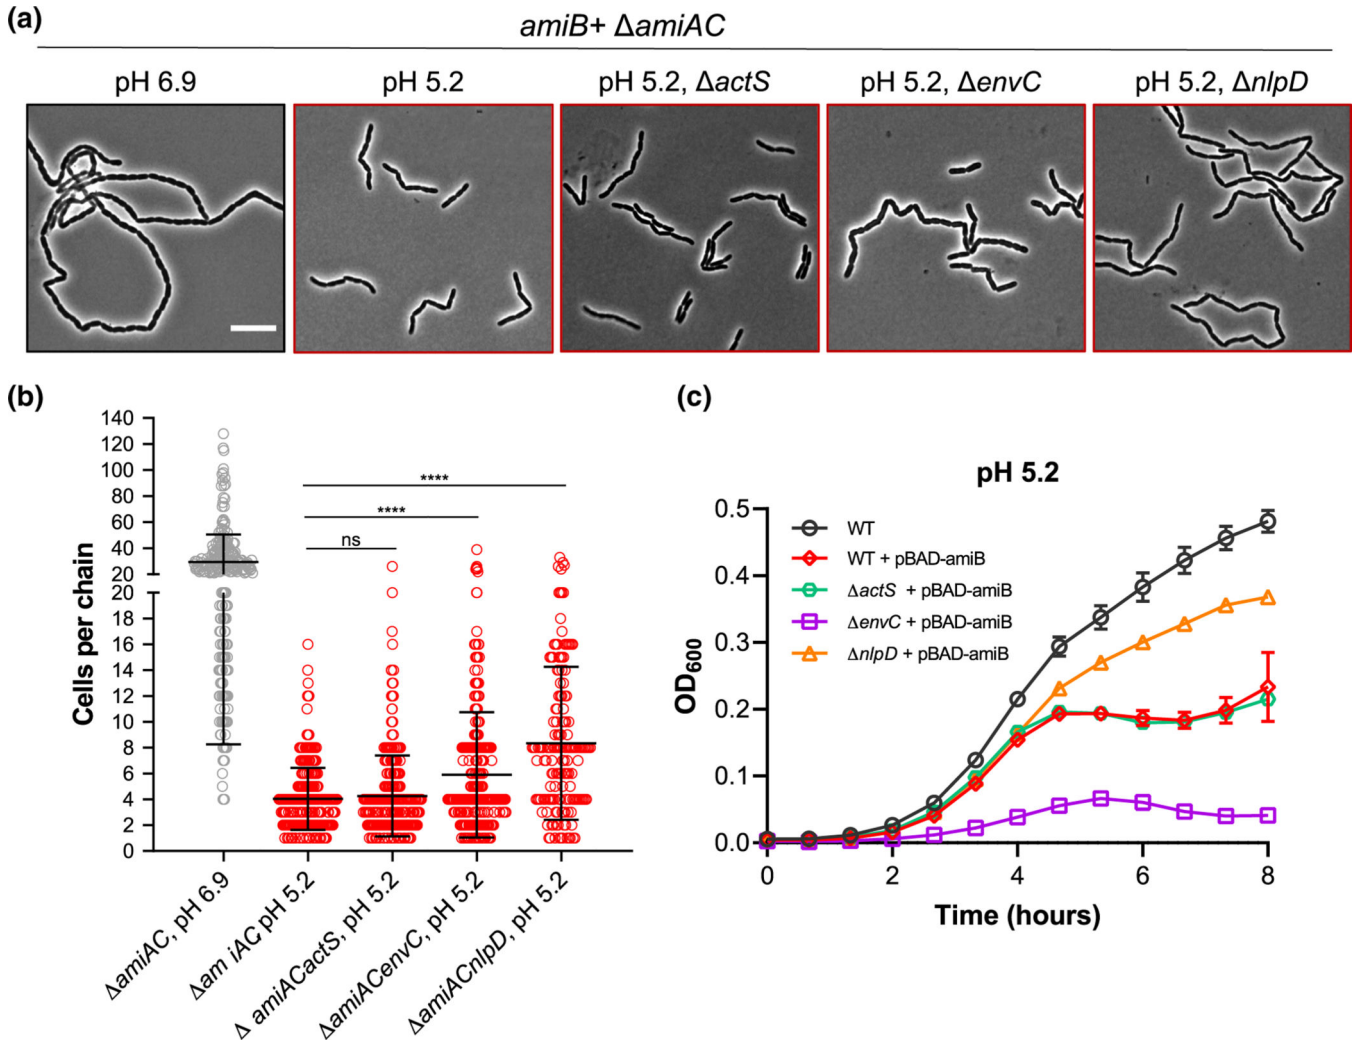 (a)
amiB+ ΔamiAC
pH 6.9
pH 5.2
pH 5.2, ΔactS
pH 5.2, ΔenvC
pH 5.2, ΔnlpD
(b)
Cells per chain
140
120
100
80
60
40
20
20
18
16
14
12
10
8
6
4
2
0
ns
****
****
ΔamiAC, pH 6.9
Δam iAC pH 5.2
Δ amiACactS, pH 5.2
ΔamiACenvC, pH 5.2
ΔamiACnlpD, pH 5.2
(c)
pH 5.2
OD600
0.5
0.4
0.3
0.2
0.1
0.0
WT
WT + pBAD-amiB
ΔactS + pBAD-amiB
ΔenvC + pBAD-amiB
ΔnlpD + pBAD-amiB
0 2 4 6 8
Time (hours)